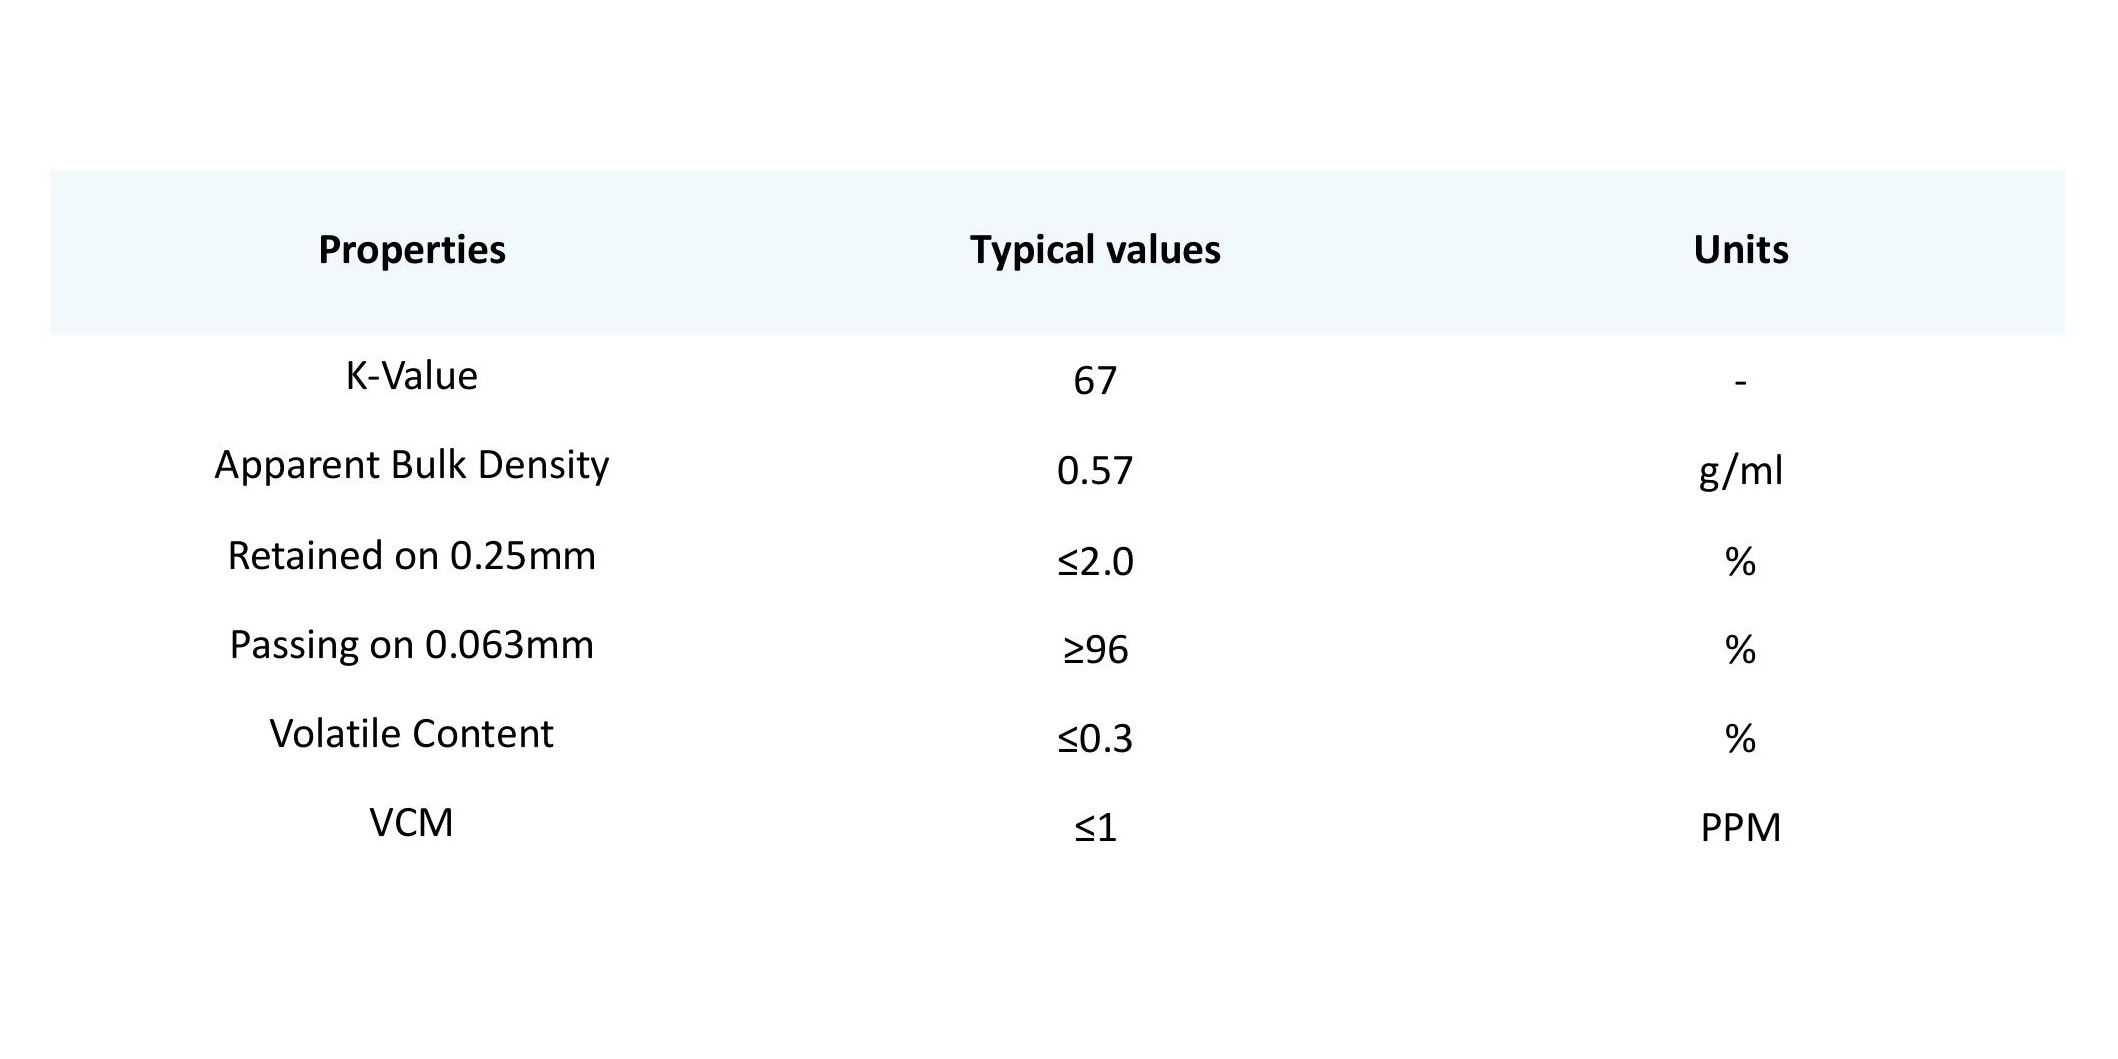 Properties Typical values Units
K-Value 67 -
Apparent Bulk Density 0.57 g/ml
Retained on 0.25mm ≤2.0 %
Passing on 0.063mm ≥96 %
Volatile Content ≤0.3 %
VCM ≤1 PPM